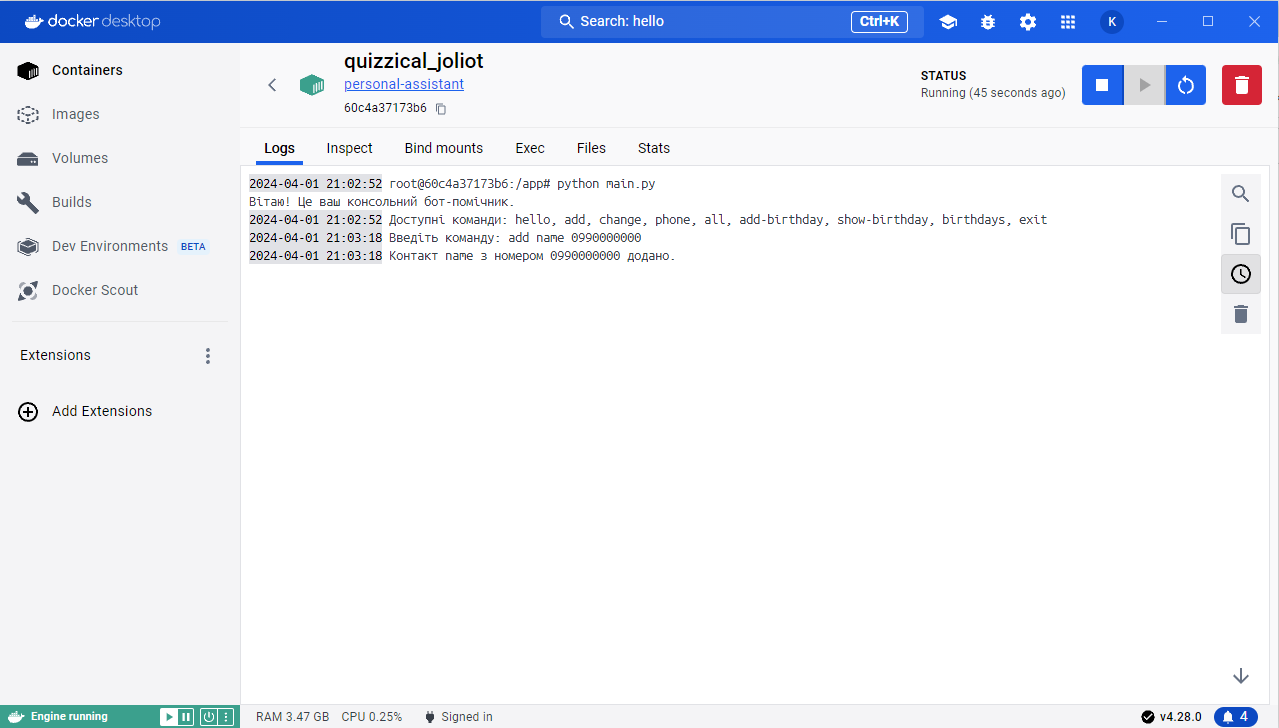 docker desktop
Search: hello
Ctrl+K
K
Containers
Images
Volumes
Builds
Dev Environments BETA
Docker Scout
Extensions
Add Extensions
quizzical_joliot
personal-assistant
60c4a37173b6
STATUS
Running (45 seconds ago)
Logs Inspect Bind mounts Exec Files Stats
2024-04-01 21:02:52 root@60c4a37173b6:/app# python main.py
Вітаю! Це ваш консольний бот-помічник.
2024-04-01 21:02:52 Доступні команди: hello, add, change, phone, all, add-birthday, show-birthday, birthdays, exit
2024-04-01 21:03:18 Введіть команду: add name 0990000000
2024-04-01 21:03:18 Контакт name з номером 0990000000 додано.
Engine running
RAM 3.47 GB CPU 0.25% Signed in
v4.28.0
4